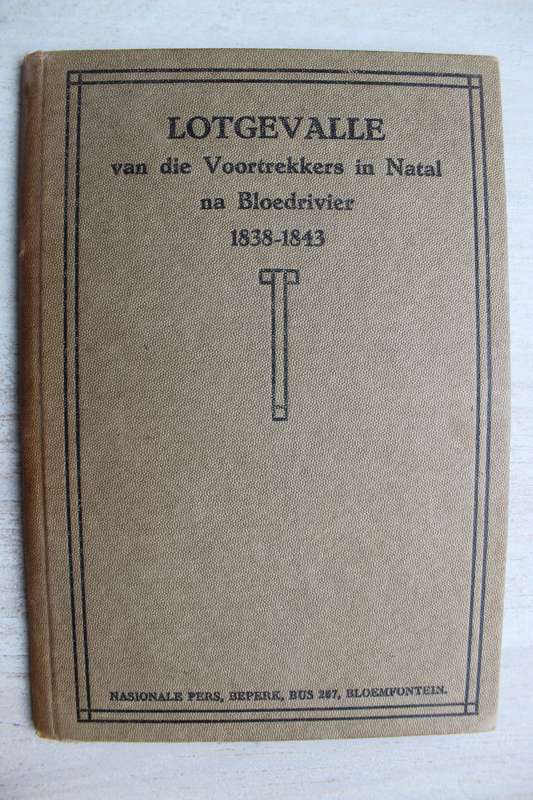 LOTGEVALLE
van die Voortrekkers in Natal
na Bloedrivier
1838-1843
NASIONALE PERS, BEPERK, BUS 267, BLOEMFONTEIN.